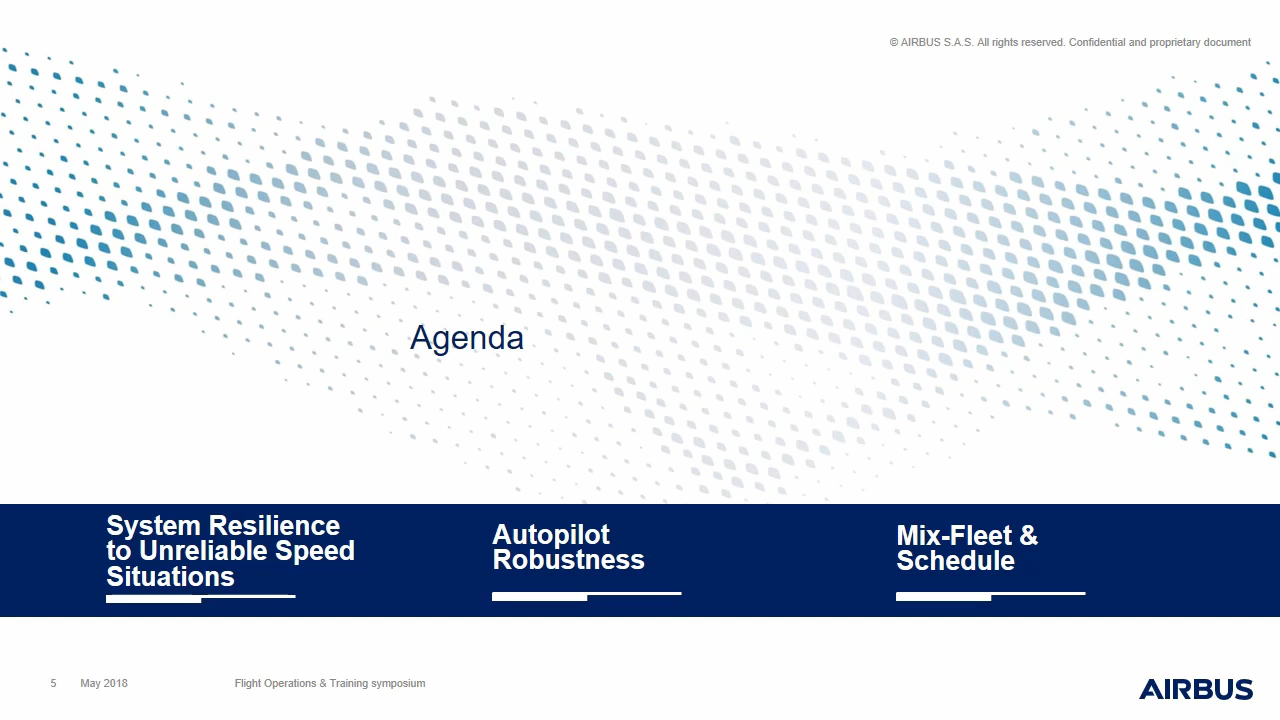 © AIRBUS S.A.S. All rights reserved. Confidential and proprietary document
Agenda
System Resilience
to Unreliable Speed
Situations
Autopilot
Robustness
Mix-Fleet &
Schedule
5 May 2018 Flight Operations & Training symposium
AIRBUS